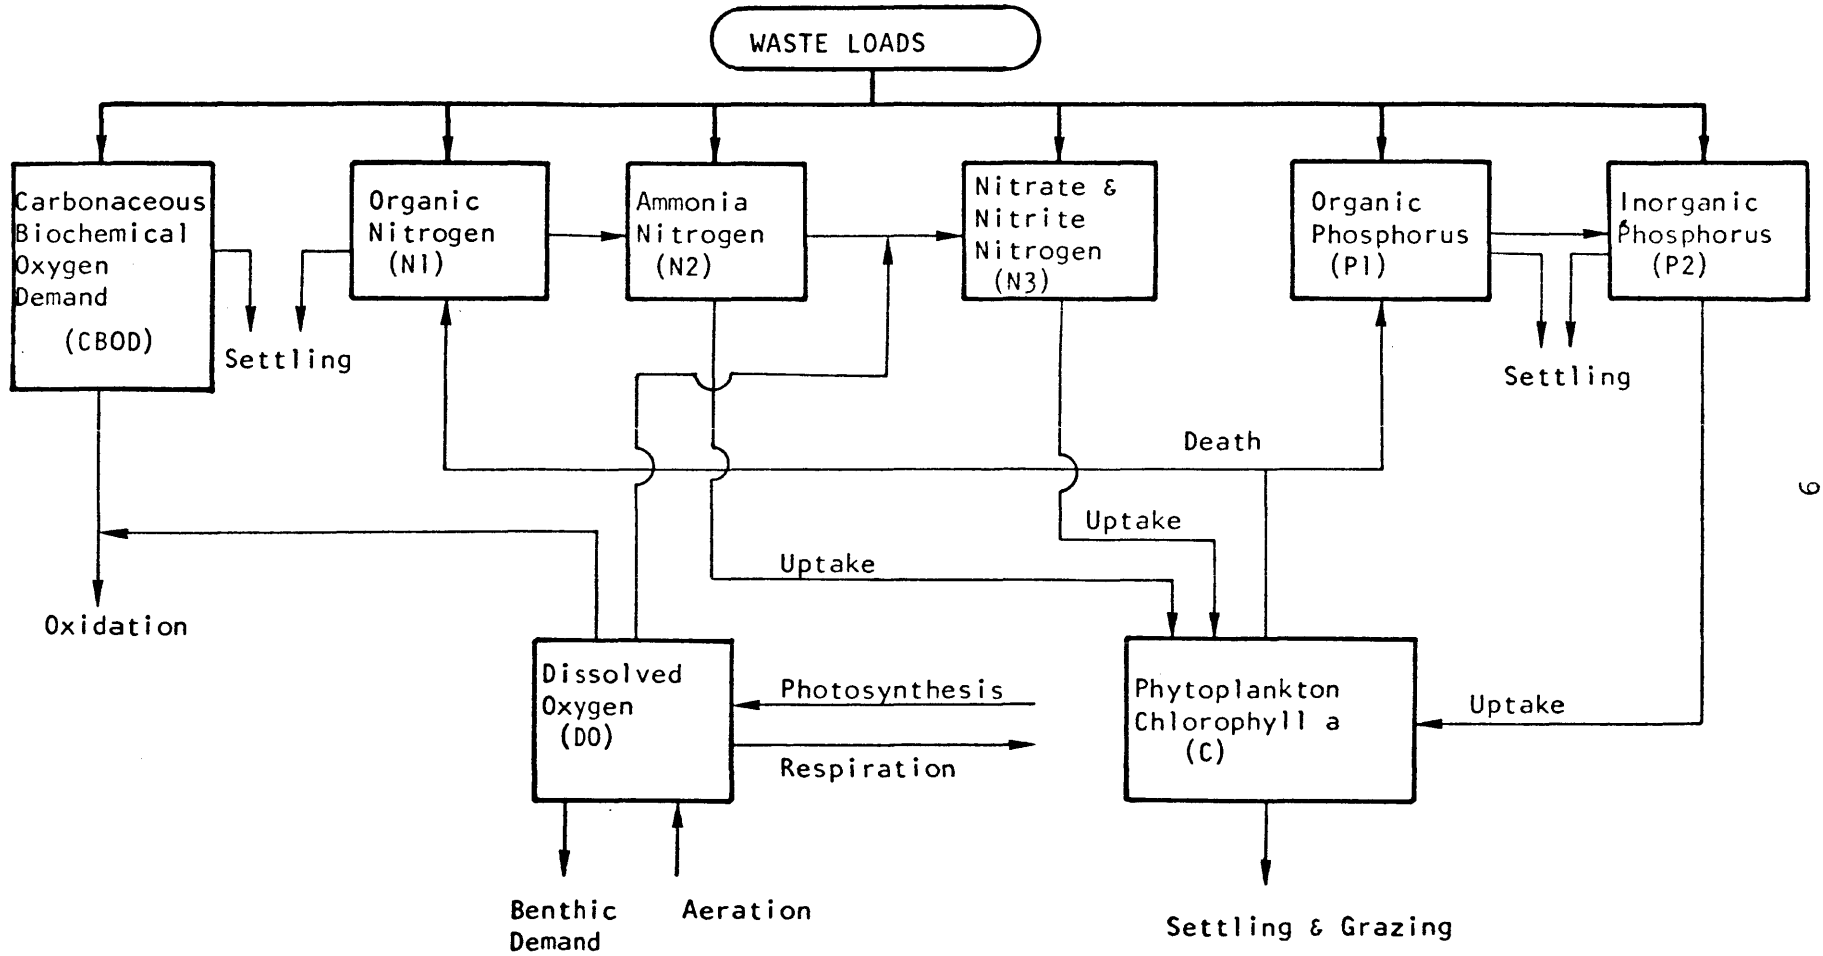 WASTE LOADS
Carbonaceous
Biochemical
Oxygen
Demand
(CBOD)
Organic
Nitrogen
(N1)
Ammonia
Nitrogen
(N2)
Nitrate &
Nitrite
Nitrogen
(N3)
Organic
Phosphorus
(P1)
Inorganic
Phosphorus
(P2)
Settling
Settling
Death
9
Uptake
Uptake
Oxidation
Dissolved
Oxygen
(DO)
Photosynthesis
Respiration
Phytoplankton
Chlorophyll a
(C)
Uptake
Benthic
Demand
Aeration
Settling & Grazing